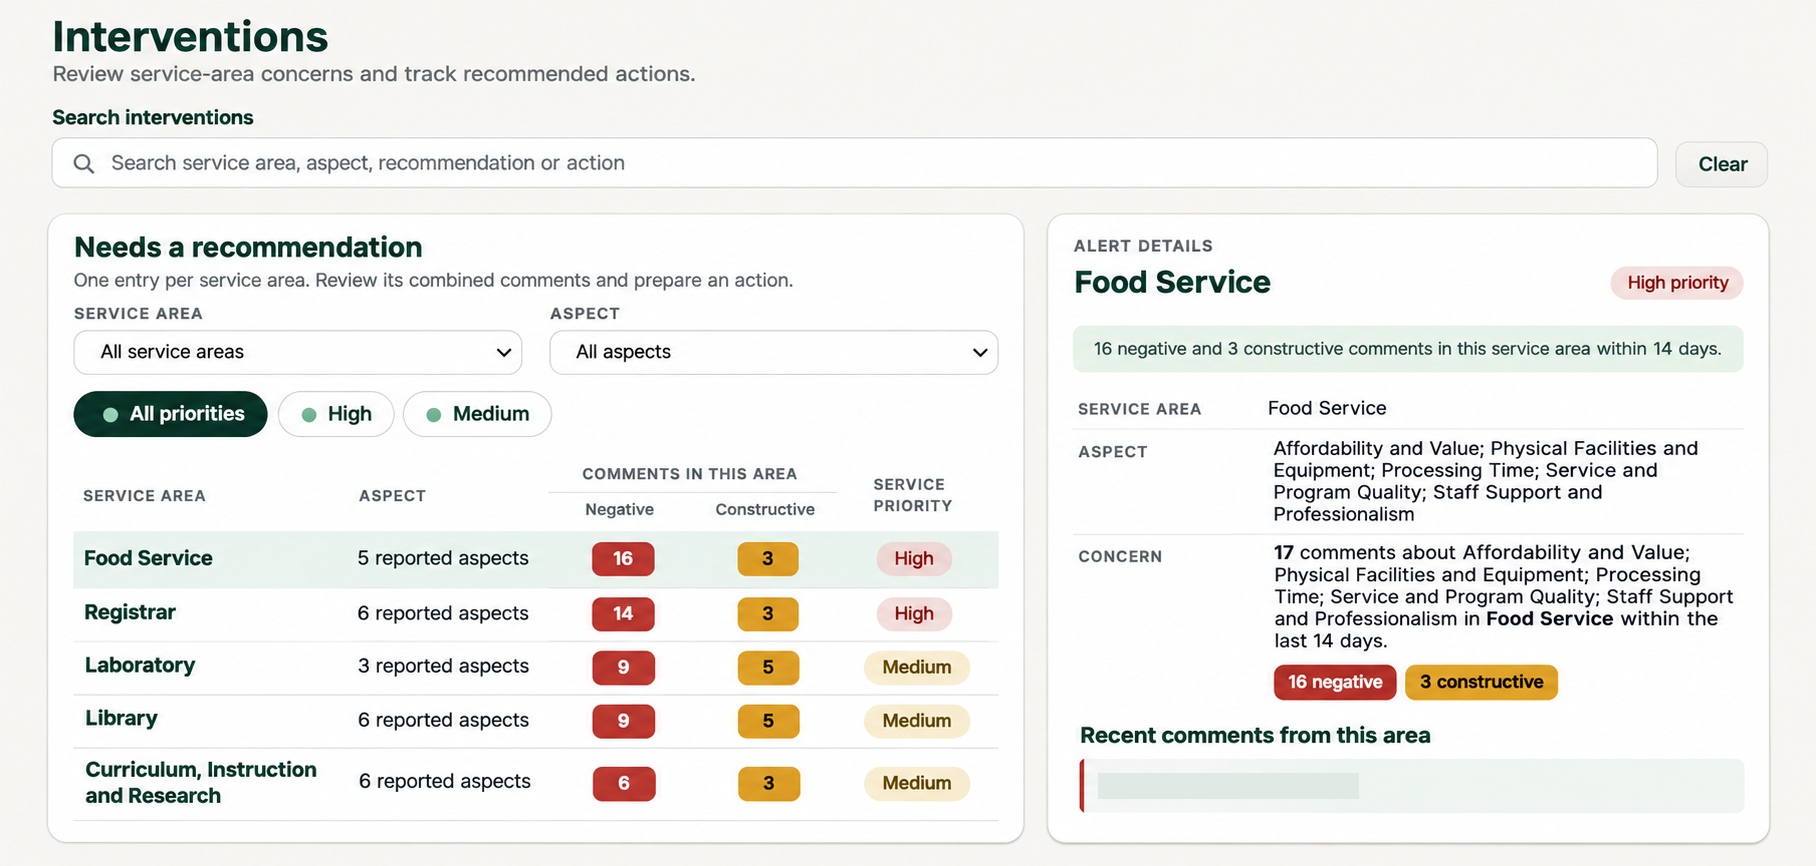 Interventions
Review service-area concerns and track recommended actions.
Search interventions
Search service area, aspect, recommendation or action
Clear
Needs a recommendation
One entry per service area. Review its combined comments and prepare an action.
SERVICE AREA
ASPECT
All service areas
All aspects
All priorities
High
Medium
SERVICE AREA
ASPECT
COMMENTS IN THIS AREA
Negative
Constructive
SERVICE
PRIORITY
Food Service
5 reported aspects
16
3
High
Registrar
6 reported aspects
14
3
High
Laboratory
3 reported aspects
9
5
Medium
Library
6 reported aspects
9
5
Medium
Curriculum, Instruction
and Research
6 reported aspects
6
3
Medium
ALERT DETAILS
Food Service
High priority
16 negative and 3 constructive comments in this service area within 14 days.
SERVICE AREA
Food Service
ASPECT
Affordability and Value; Physical Facilities and
Equipment; Processing Time; Service and
Program Quality; Staff Support and
Professionalism
CONCERN
17 comments about Affordability and Value;
Physical Facilities and Equipment; Processing
Time; Service and Program Quality; Staff Support
and Professionalism in Food Service within the
last 14 days.
16 negative
3 constructive
Recent comments from this area